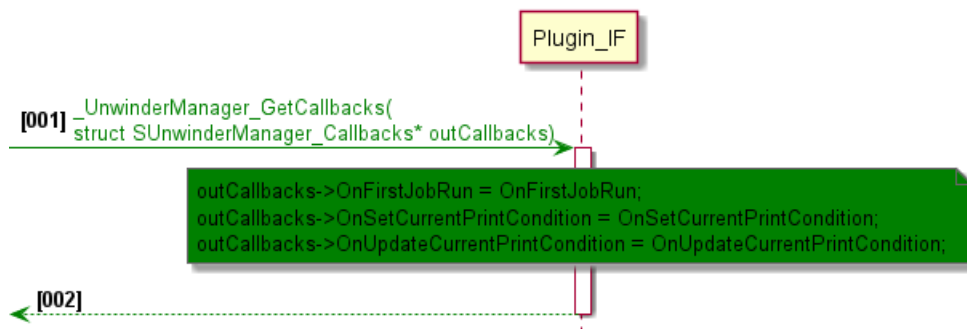 Plugin_IF
[001] _UnwinderManager_GetCallbacks(
struct SUnwinderManager_Callbacks* outCallbacks)
outCallbacks->OnFirstJobRun = OnFirstJobRun;
outCallbacks->OnSetCurrentPrintCondition = OnSetCurrentPrintCondition;
outCallbacks->OnUpdateCurrentPrintCondition = OnUpdateCurrentPrintCondition;
[002]